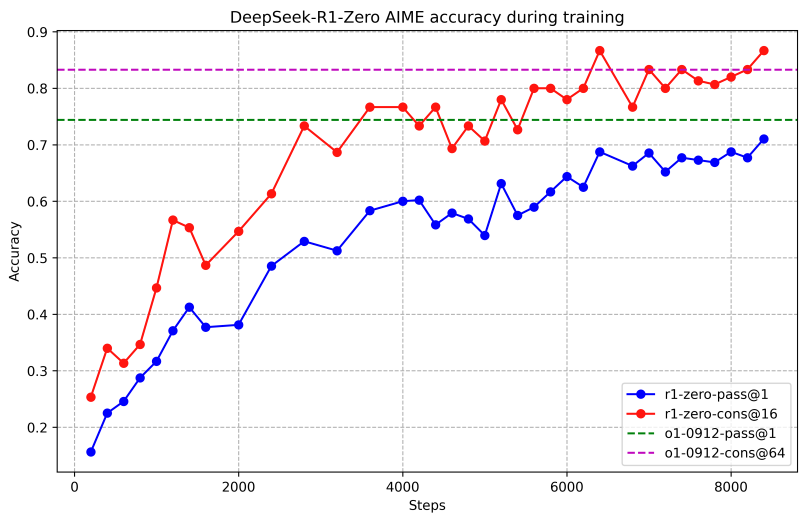 DeepSeek-R1-Zero AIME accuracy during training
0.9
0.8
0.7
0.6
0.5
0.4
0.3
0.2
Accuracy
0
2000
4000
6000
8000
Steps
r1-zero-pass@1
r1-zero-cons@16
o1-0912-pass@1
o1-0912-cons@64